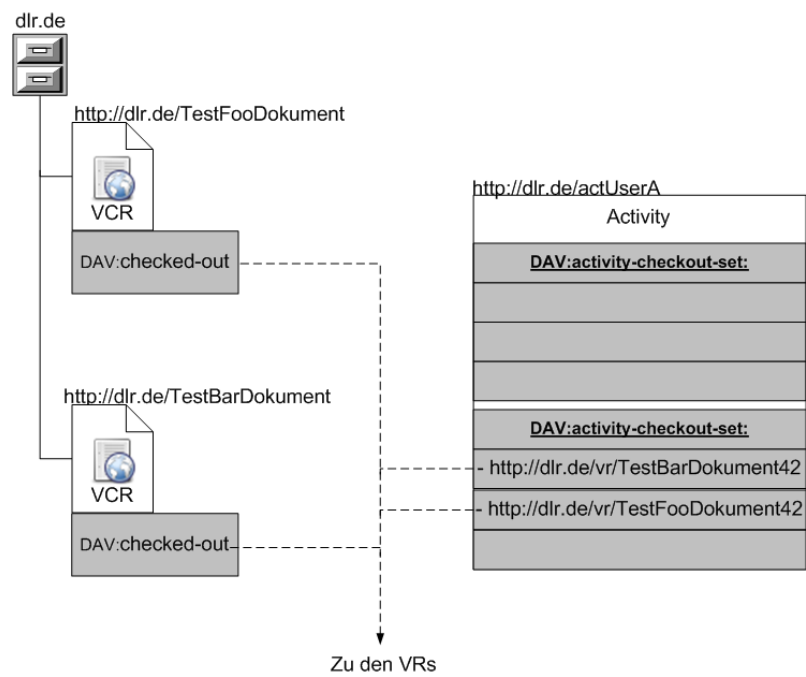 dlr.de
http://dlr.de/TestFooDokument
VCR
DAV:checked-out
http://dlr.de/TestBarDokument
VCR
DAV:checked-out
http://dlr.de/actUserA
Activity
DAV:activity-checkout-set:
DAV:activity-checkout-set:
http://dlr.de/vr/TestBarDokument42
http://dlr.de/vr/TestFooDokument42
Zu den VRs